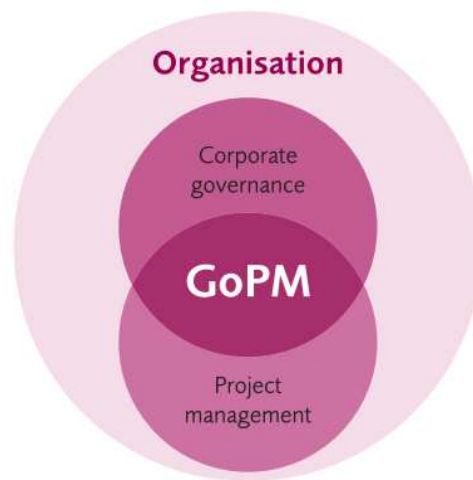 Organisation
Corporate
governance
GoPM
Project
management